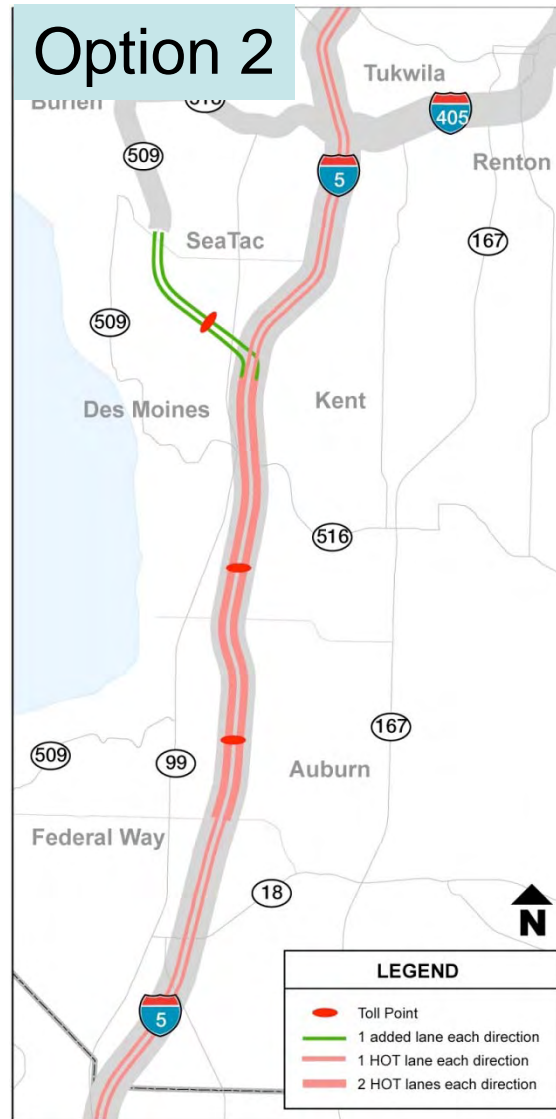 Option 2
Tukwila
Burien
518
405
509
5
Renton
SeaTac
167
509
Des Moines
Kent
516
509
99
167
Auburn
Federal Way
18
N
5
LEGEND
Toll Point
1 added lane each direction
1 HOT lane each direction
2 HOT lanes each direction